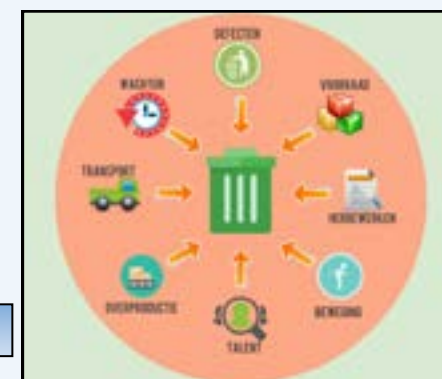 DEFECTEN
WACHTEN
VOORRAAD
TRANSPORT
HERBEWERKEN
OVERPRODUCTIE
BEWEGING
TALENT